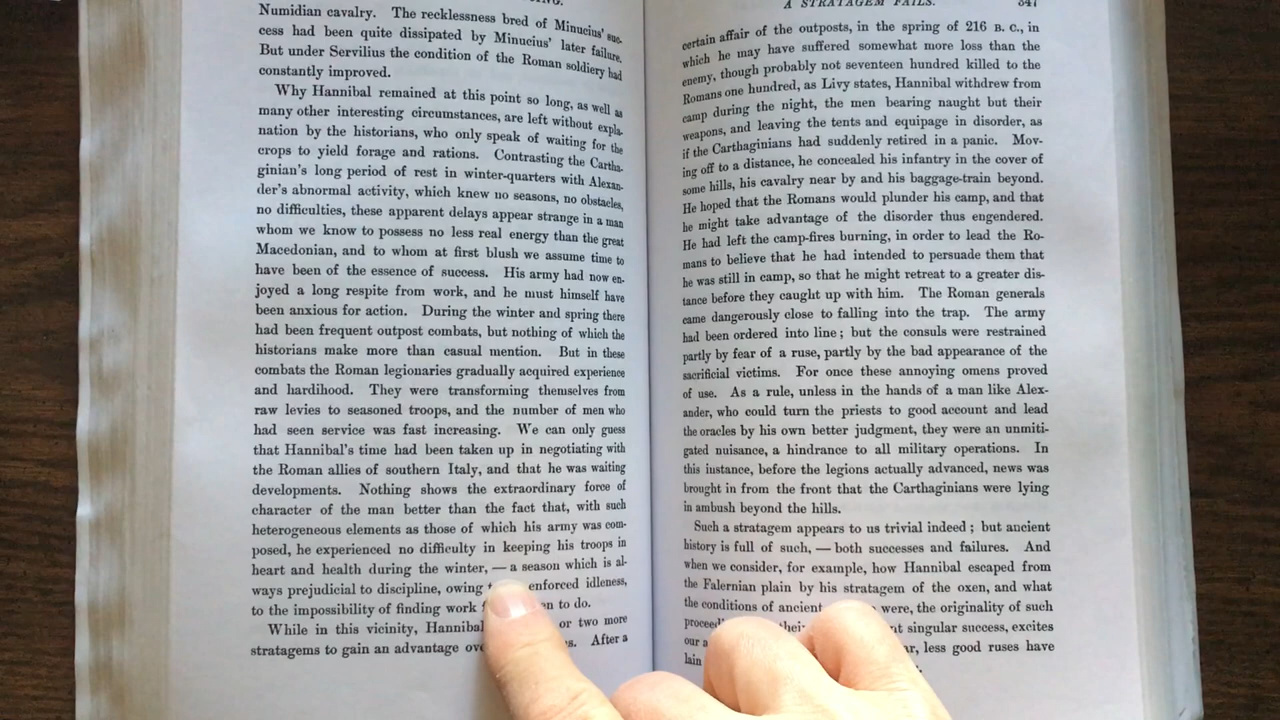 A STRATAGEM FAILS. 347
Numidian cavalry. The recklessness bred of Minucius' suc-
cess had been quite dissipated by Minucius' later failure.
But under Servilius the condition of the Roman soldiery had
constantly improved.
Why Hannibal remained at this point so long, as well as
many other interesting circumstances, are left without expla-
nation by the historians, who only speak of waiting for the
crops to yield forage and rations. Contrasting the Cartha-
ginian's long period of rest in winter-quarters with Alexan-
der's abnormal activity, which knew no seasons, no obstacles,
no difficulties, these apparent delays appear strange in a man
whom we know to possess no less real energy than the great
Macedonian, and to whom at first blush we assume time to
have been of the essence of success. His army had now en-
joyed a long respite from work, and he must himself have
been anxious for action. During the winter and spring there
had been frequent outpost combats, but nothing of which the
historians make more than casual mention. But in these
combats the Roman legionaries gradually acquired experience
and hardihood. They were transforming themselves from
raw levies to seasoned troops, and the number of men who
had seen service was fast increasing. We can only guess
that Hannibal's time had been taken up in negotiating with
the Roman allies of southern Italy, and that he was waiting
developments. Nothing shows the extraordinary force of
character of the man better than the fact that, with such
heterogeneous elements as those of which his army was com-
posed, he experienced no difficulty in keeping his troops in
heart and health during the winter, — a season which is al-
ways prejudicial to discipline, owing enforced idleness,
to the impossibility of finding work to do.
While in this vicinity, Hannibal or two more
stratagems to gain an advantage After a
certain affair of the outposts, in the spring of 216 B. C., in
which he may have suffered somewhat more loss than the
enemy, though probably not seventeen hundred killed to the
Romans one hundred, as Livy states, Hannibal withdrew from
camp during the night, the men bearing naught but their
weapons, and leaving the tents and equipage in disorder, as
if the Carthaginians had suddenly retired in a panic. Mov-
ing off to a distance, he concealed his infantry in the cover of
some hills, his cavalry near by and his baggage-train beyond.
He hoped that the Romans would plunder his camp, and that
he might take advantage of the disorder thus engendered.
He had left the camp-fires burning, in order to lead the Ro-
mans to believe that he had intended to persuade them that
he was still in camp, so that he might retreat to a greater dis-
tance before they caught up with him. The Roman generals
came dangerously close to falling into the trap. The army
had been ordered into line; but the consuls were restrained
partly by fear of a ruse, partly by the bad appearance of the
sacrificial victims. For once these annoying omens proved
of use. As a rule, unless in the hands of a man like Alex-
ander, who could turn the priests to good account and lead
the oracles by his own better judgment, they were an unmiti-
gated nuisance, a hindrance to all military operations. In
this instance, before the legions actually advanced, news was
brought in from the front that the Carthaginians were lying
in ambush beyond the hills.
Such a stratagem appears to us trivial indeed; but ancient
history is full of such, — both successes and failures. And
when we consider, for example, how Hannibal escaped from
the Falernian plain by his stratagem of the oxen, and what
the conditions of ancient were, the originality of such
singular success, excites
our less good ruses have
lain